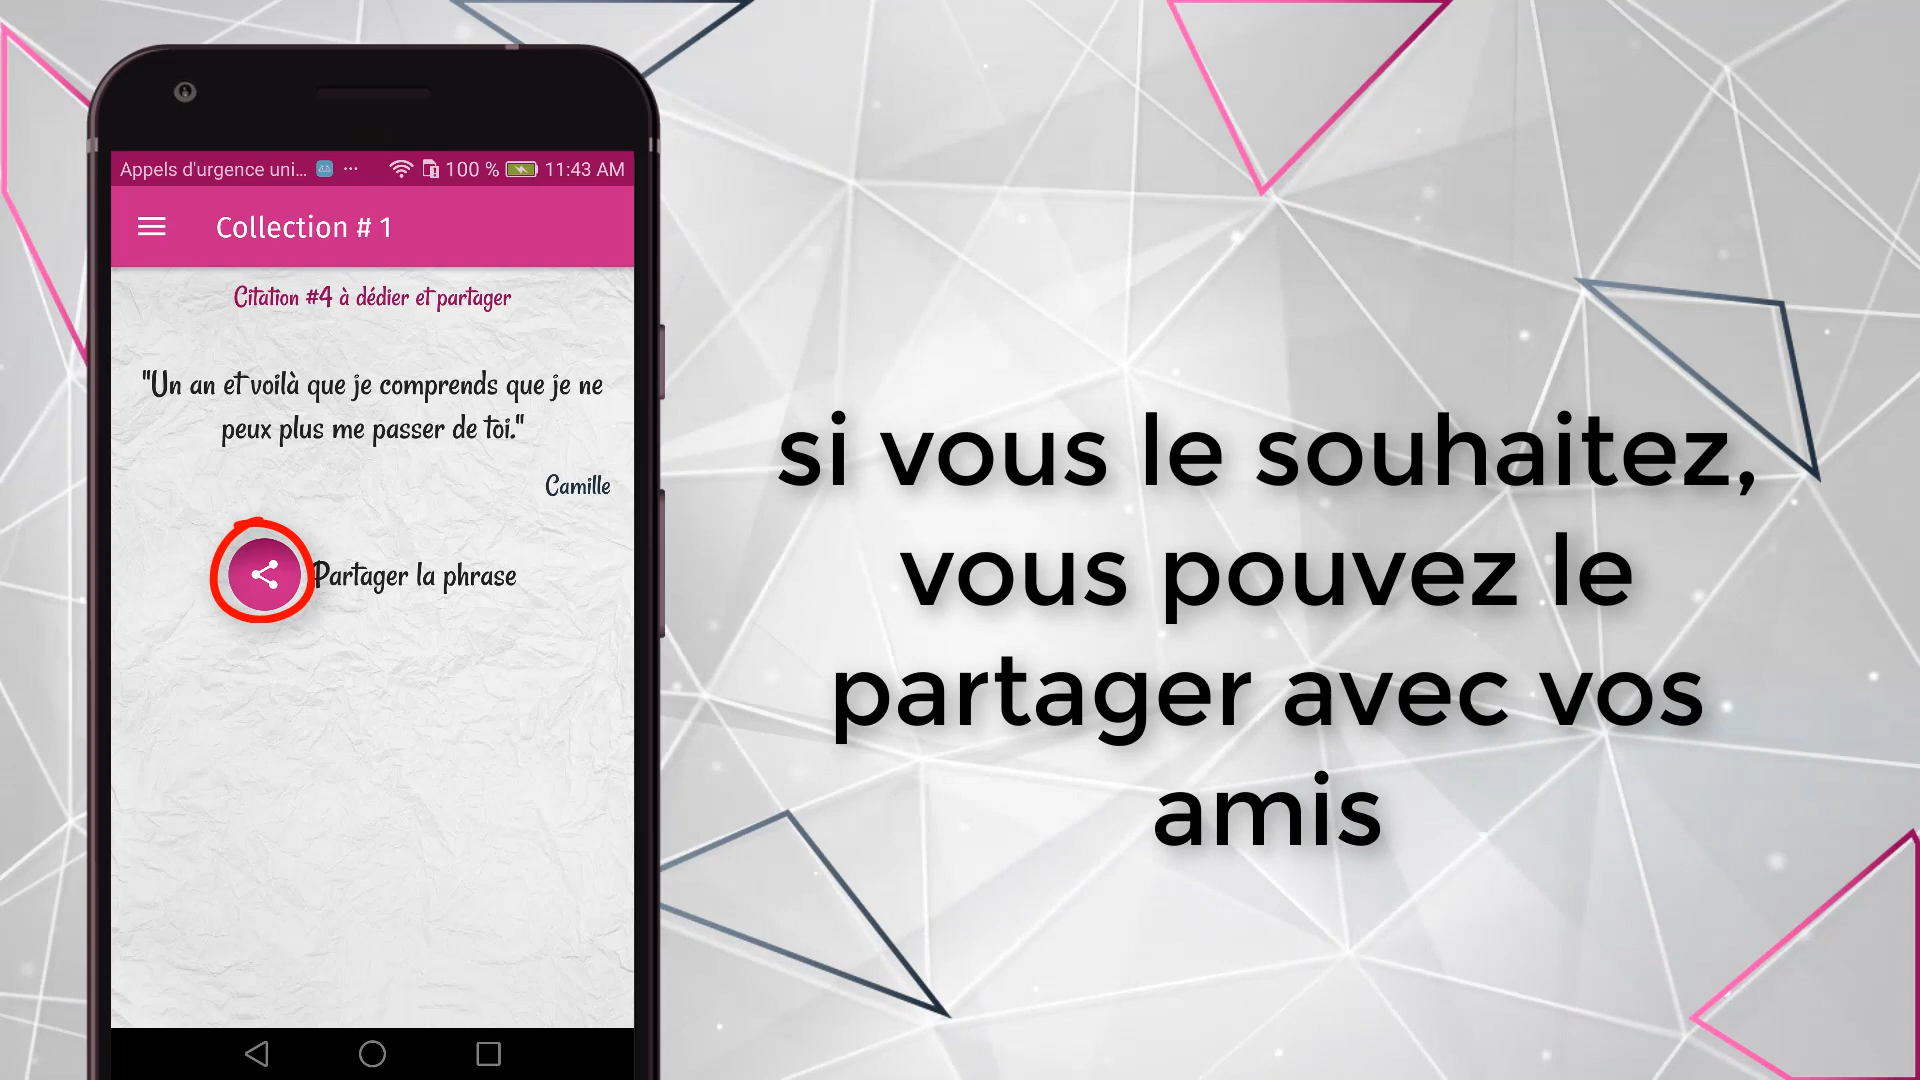 Appels d'urgence uni... ... 100 % 11:43 AM
Collection # 1
Citation #4 à dédier et partager
"Un an et voilà que je comprends que je ne
peux plus me passer de toi."
Camille
Partager la phrase
si vous le souhaitez,
vous pouvez le
partager avec vos
amis